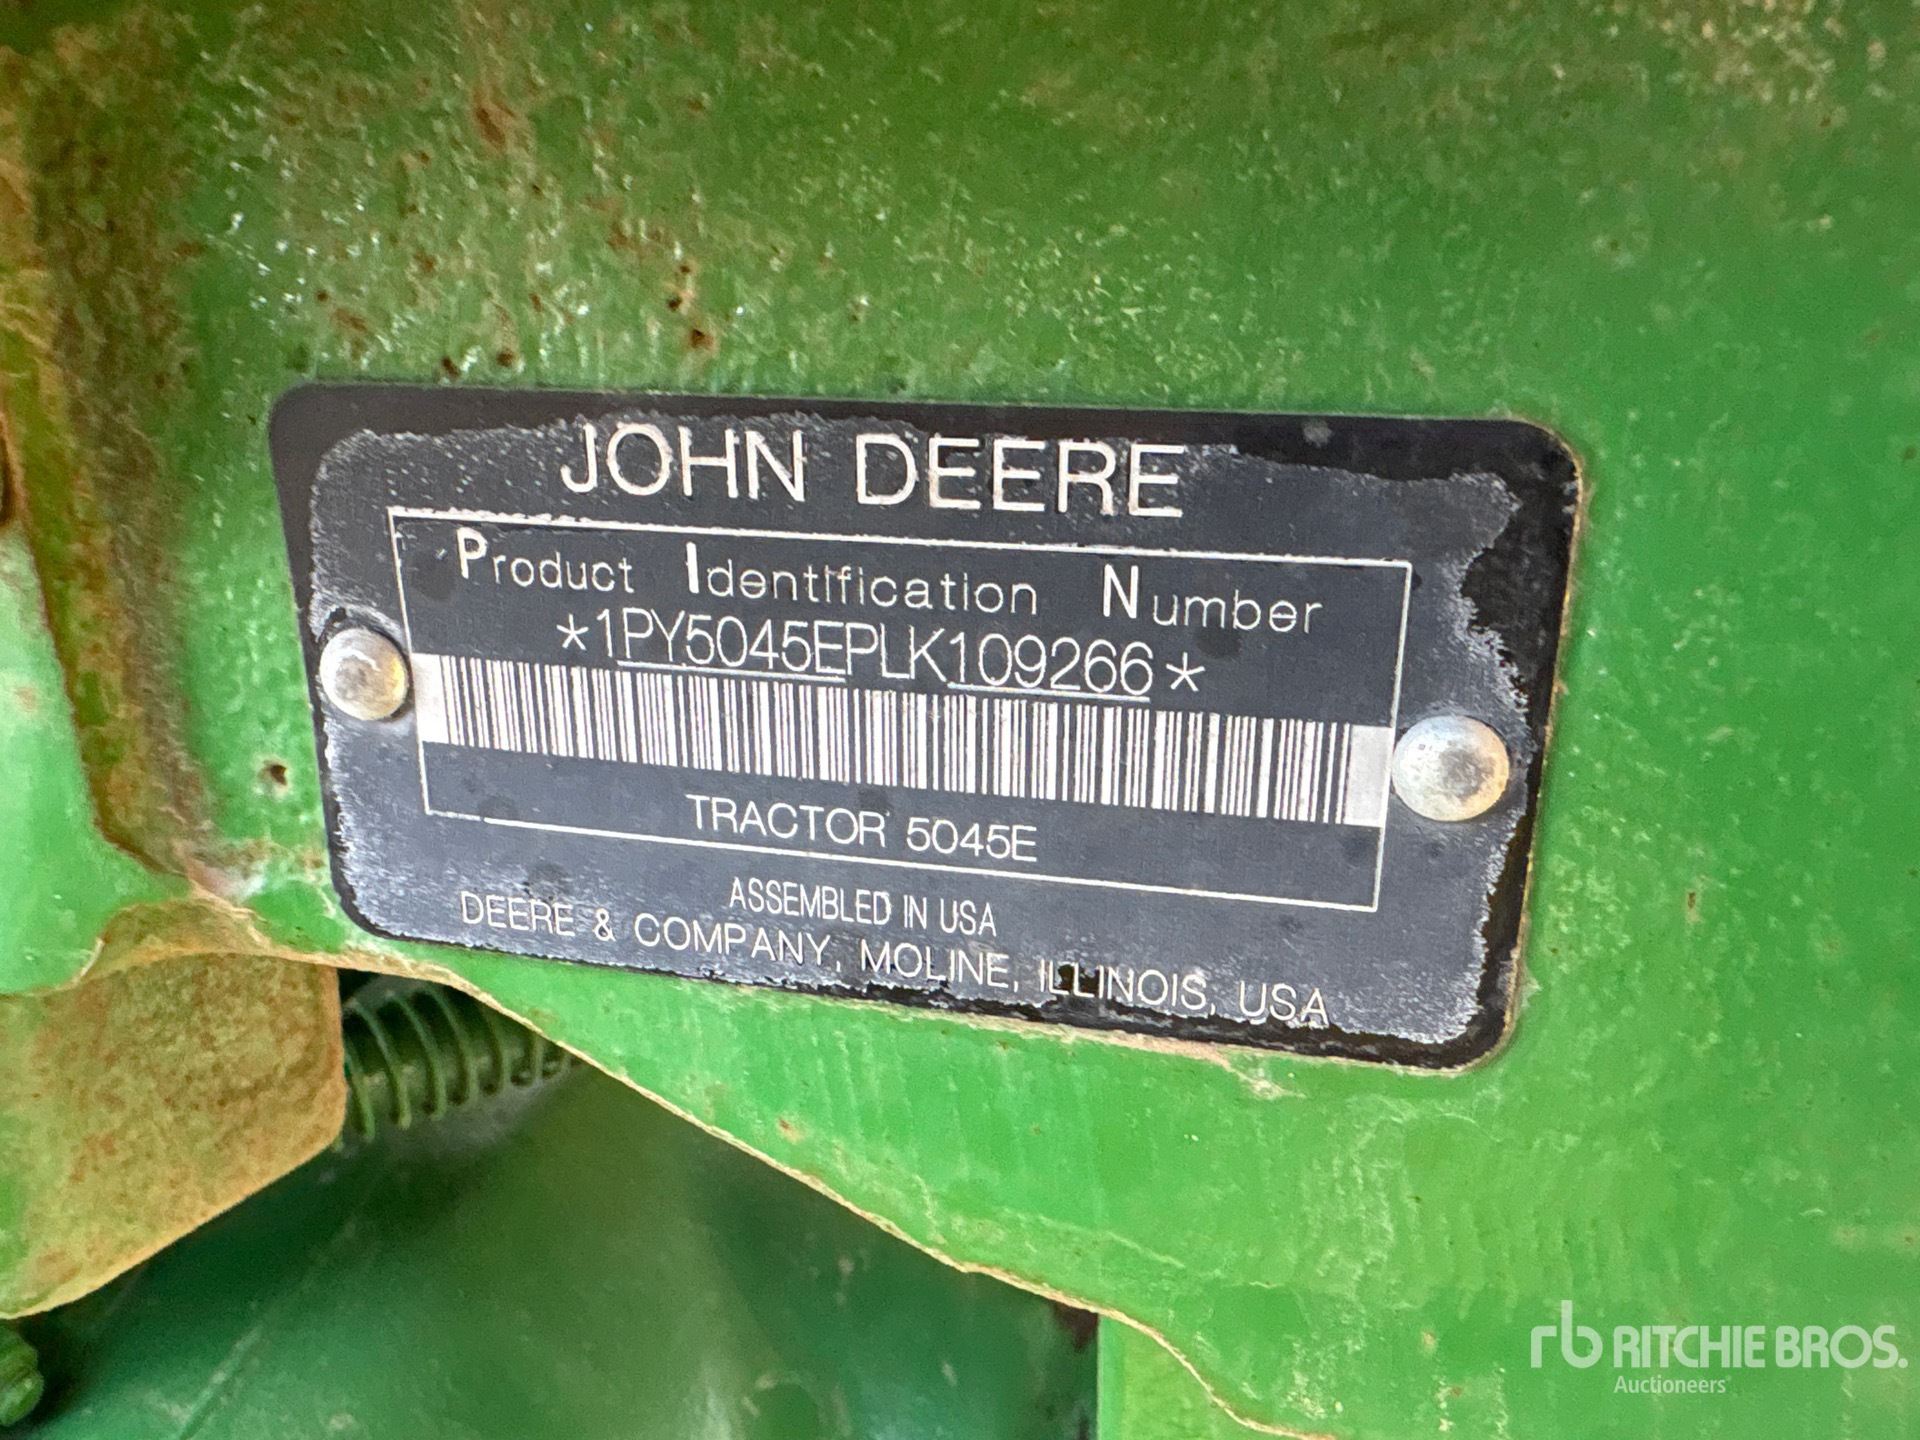 JOHN DEERE
Product Identification Number
*1PY5045EPLK109266*
TRACTOR 5045E
ASSEMBLED IN USA
DEERE & COMPANY, MOLINE, ILLINOIS, USA
rb RITCHIE BROS.
Auctioneers